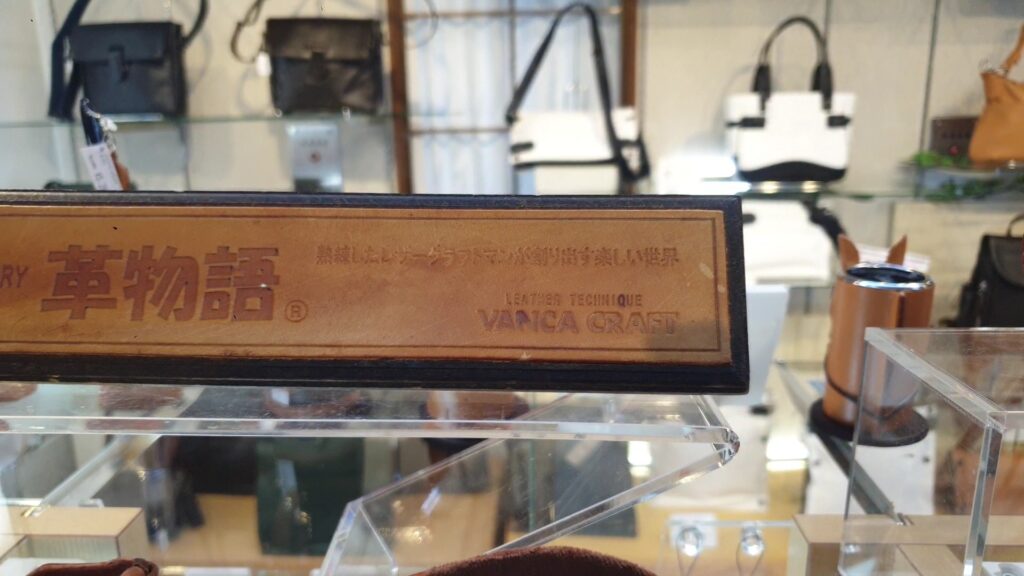 RY 革物語®
熟練したレザークラフトマンが創り出す楽しい世界
LEATHER TECHNIQUE
VANCA CRAFT